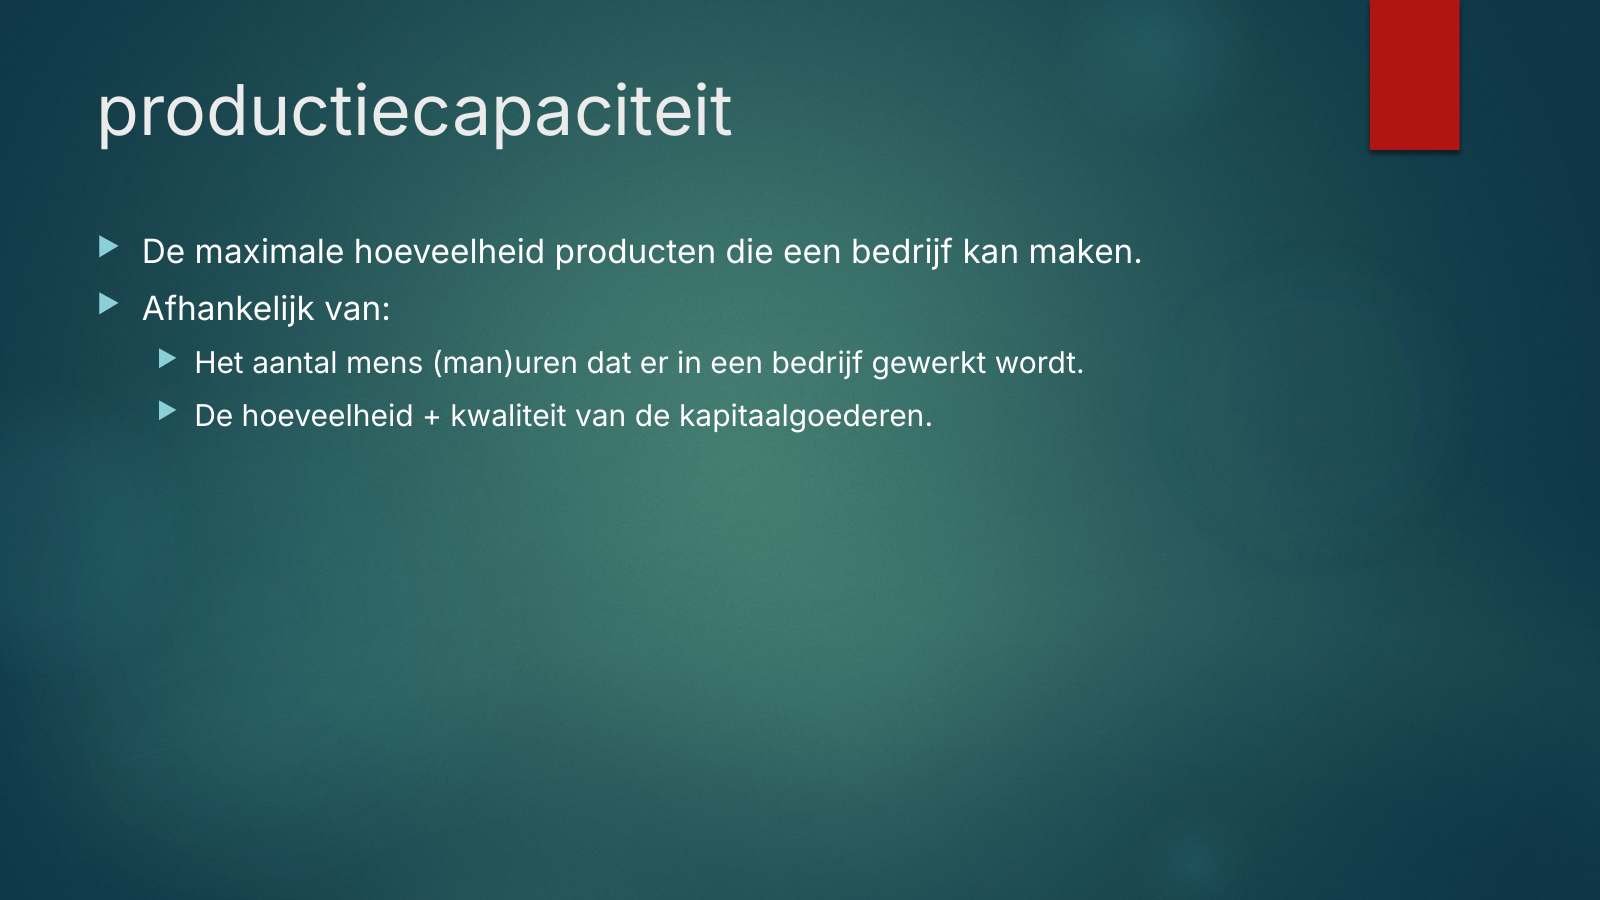 productiecapaciteit
De maximale hoeveelheid producten die een bedrijf kan maken.
Afhankelijk van:
Het aantal mens (man)uren dat er in een bedrijf gewerkt wordt.
De hoeveelheid + kwaliteit van de kapitaalgoederen.